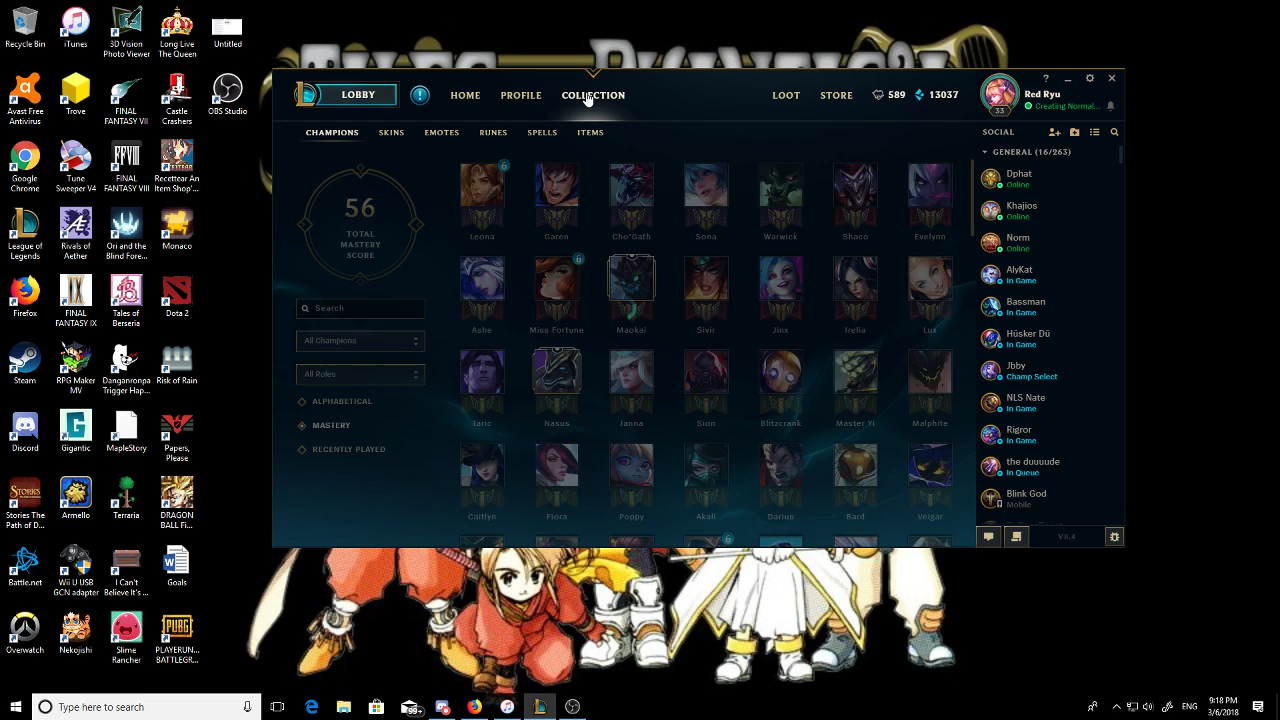 Recycle Bin
iTunes
3D Vision
Photo Viewer
Long Live
The Queen
Untitled
Avast Free
Antivirus
Trove
FINAL
FANTASY VII
Castle
Crashers
OBS Studio
Google
Chrome
Tune
Sweeper V4
FFVIII
FINAL
FANTASY VIII
Recettear An
Item Shop'...
League of
Legends
Rivals of
Aether
Ori and the
Blind Fore...
Monaco
Firefox
FINAL
FANTASY IX
Tales of
Berseria
Dota 2
Steam
RPG Maker
MV
Danganronpa
Trigger Hap...
Risk of Rain
Discord
Gigantic
MapleStory
Papers,
Please
Stories The
Path of D...
Armello
Terraria
DRAGON
BALL Fi...
Battle.net
Wii U USB
GCN adapter
I Can't
Believe It's ...
Goals
Overwatch
Nekojishi
Slime
Rancher
PUBG
PLAYERUN...
BATTLEGR...
LOBBY
HOME
PROFILE
COLLECTION
LOOT
STORE
589
13037
33
Red Ryu
Creating Normal...
CHAMPIONS
SKINS
EMOTES
RUNES
SPELLS
ITEMS
56
TOTAL
MASTERY
SCORE
Search
All Champions
All Roles
ALPHABETICAL
MASTERY
RECENTLY PLAYED
Leona
Garen
Cho'Gath
Sona
Warwick
Shaco
Evelynn
Ashe
Miss Fortune
Maokai
Sivir
Jinx
Irelia
Lux
Taric
Nasus
Janna
Sion
Blitzcrank
Master Yi
Malphite
Caitlyn
Fiora
Poppy
Akali
Darius
Bard
Veigar
SOCIAL
GENERAL (16/263)
Dphat
Online
Khajios
Online
Norm
Online
AlyKat
In Game
Bassman
In Game
Hüsker Dü
In Game
Jbby
Champ Select
NLS Nate
In Game
Rigror
In Game
the duuuude
In Queue
Blink God
Mobile
V8.4
Type here to search
99+
ENG
9:18 PM
3/6/2018